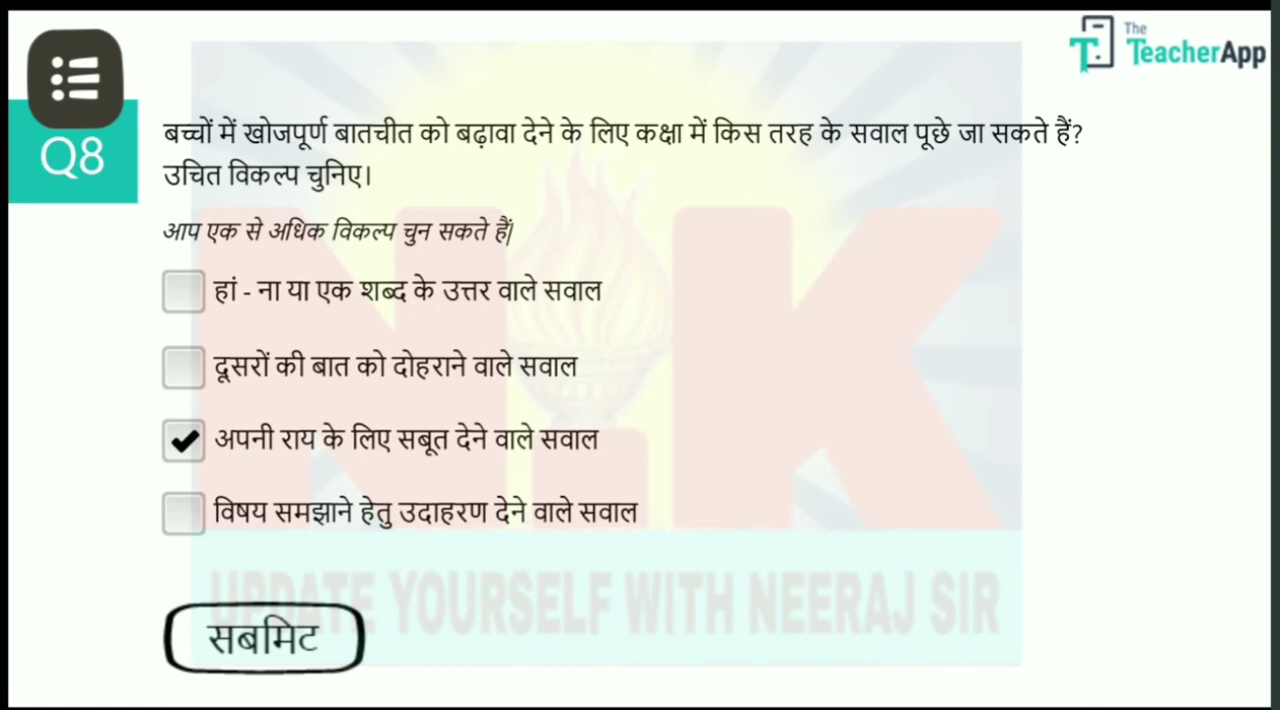 The
TeacherApp
Q8
बच्चों में खोजपूर्ण बातचीत को बढ़ावा देने के लिए कक्षा में किस तरह के सवाल पूछे जा सकते हैं?
उचित विकल्प चुनिए।
आप एक से अधिक विकल्प चुन सकते हैं|
हां - ना या एक शब्द के उत्तर वाले सवाल
दूसरों की बात को दोहराने वाले सवाल
अपनी राय के लिए सबूत देने वाले सवाल
विषय समझाने हेतु उदाहरण देने वाले सवाल
N.K
UPDATE YOURSELF WITH NEERAJ SIR
सबमिट